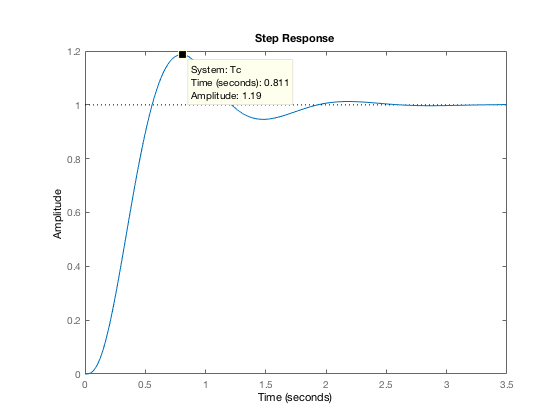 Step Response
1.2
System: Tc
Time (seconds): 0.811
Amplitude: 1.19
1
0.8
0.6
0.4
0.2
0
Amplitude
0 0.5 1 1.5 2 2.5 3 3.5
Time (seconds)